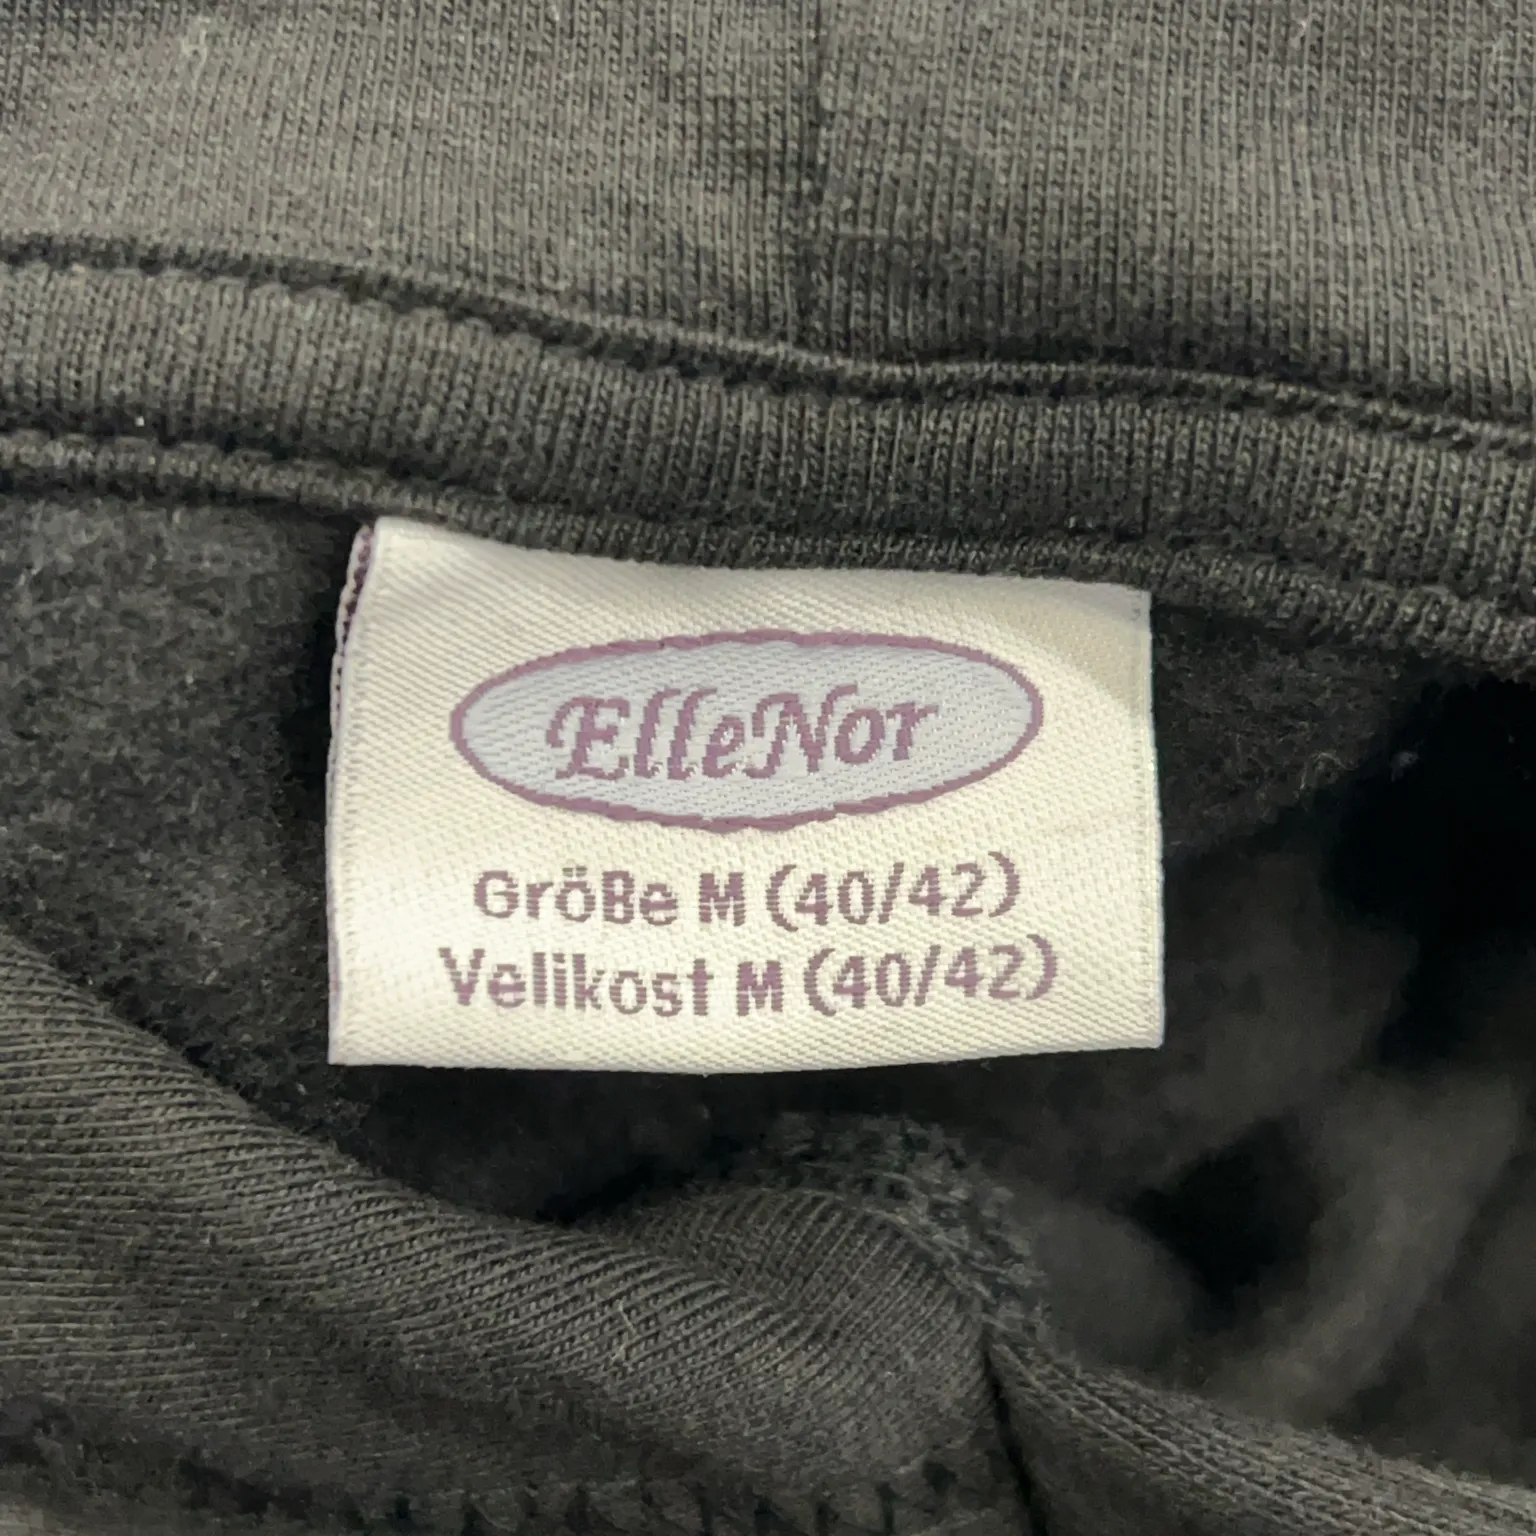 ElleNor
Größe M (40/42)
Velikost M (40/42)